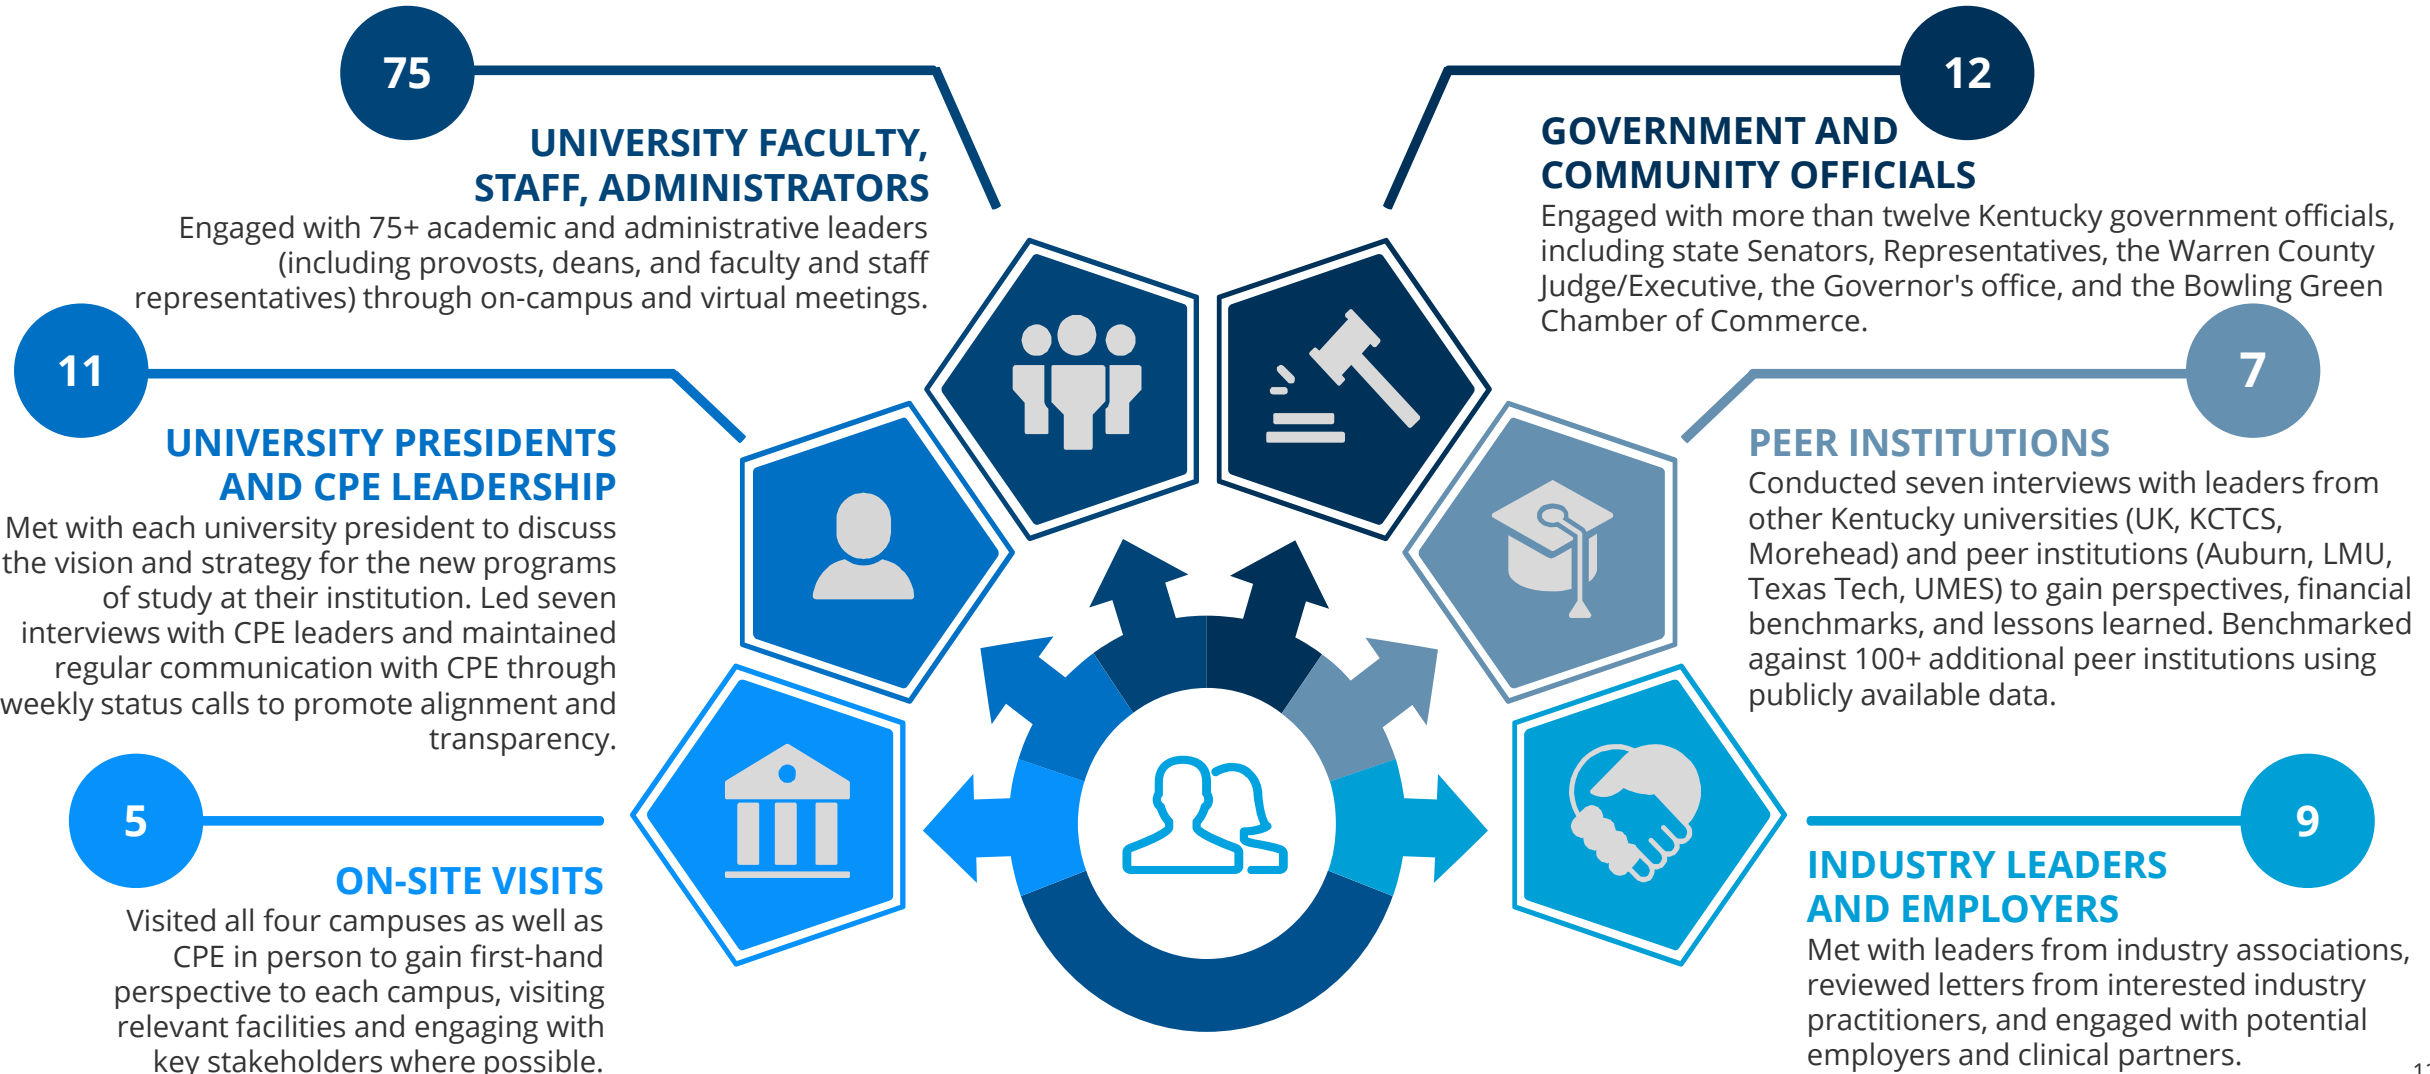 75
UNIVERSITY FACULTY,
STAFF, ADMINISTRATORS
Engaged with 75+ academic and administrative leaders
(including provosts, deans, and faculty and staff
representatives) through on-campus and virtual meetings.
11
UNIVERSITY PRESIDENTS
AND CPE LEADERSHIP
Met with each university president to discuss
the vision and strategy for the new programs
of study at their institution. Led seven
interviews with CPE leaders and maintained
regular communication with CPE through
weekly status calls to promote alignment and
transparency.
5
ON-SITE VISITS
Visited all four campuses as well as
CPE in person to gain first-hand
perspective to each campus, visiting
relevant facilities and engaging with
key stakeholders where possible.
12
GOVERNMENT AND
COMMUNITY OFFICIALS
Engaged with more than twelve Kentucky government officials,
including state Senators, Representatives, the Warren County
Judge/Executive, the Governor's office, and the Bowling Green
Chamber of Commerce.
7
PEER INSTITUTIONS
Conducted seven interviews with leaders from
other Kentucky universities (UK, KCTCS,
Morehead) and peer institutions (Auburn, LMU,
Texas Tech, UMES) to gain perspectives, financial
benchmarks, and lessons learned. Benchmarked
against 100+ additional peer institutions using
publicly available data.
9
INDUSTRY LEADERS
AND EMPLOYERS
Met with leaders from industry associations,
reviewed letters from interested industry
practitioners, and engaged with potential
employers and clinical partners.